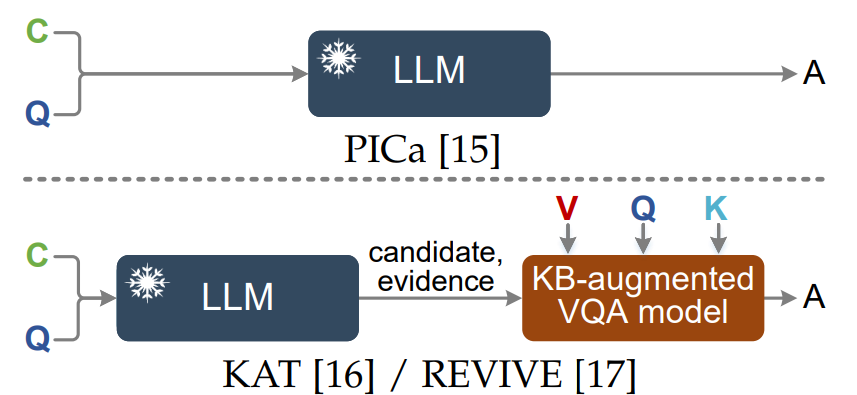 C
Q
LLM
A
PICa [15]
V Q K
C
Q
LLM
candidate,
evidence
KB-augmented
VQA model
A
KAT [16] / REVIVE [17]